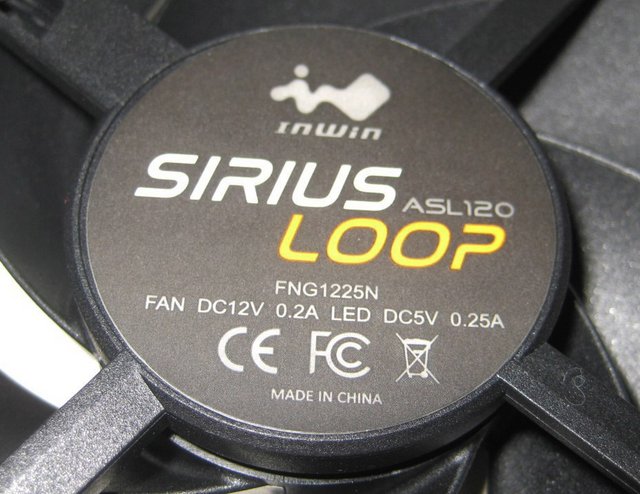 InWin
SIRIUS
ASL120
LOOP
FNG1225N
FAN DC12V 0.2A LED DC5V 0.25A
CE FC
MADE IN CHINA